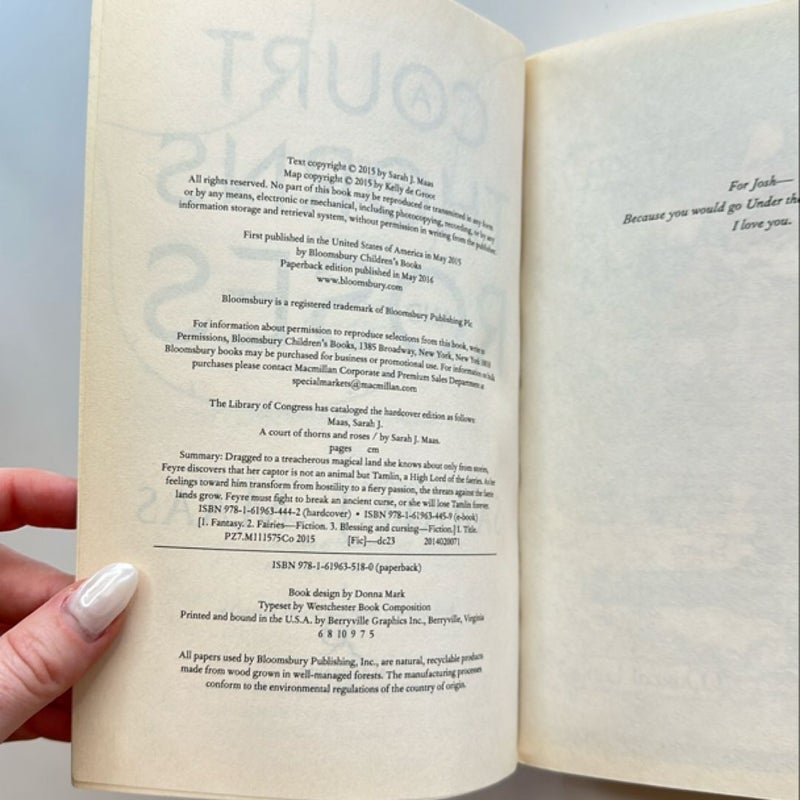 Text copyright © 2015 by Sarah J. Maas
Map copyright © 2015 by Kelly de Groot
All rights reserved. No part of this book may be reproduced or transmitted in any form
or by any means, electronic or mechanical, including photocopying, recording, or by any
information storage and retrieval system, without permission in writing from the publisher.
First published in the United States of America in May 2015
by Bloomsbury Children's Books
Paperback edition published in May 2016
www.bloomsbury.com
Bloomsbury is a registered trademark of Bloomsbury Publishing Plc
For information about permission to reproduce selections from this book, write to
Permissions, Bloomsbury Children's Books, 1385 Broadway, New York, New York 10018
Bloomsbury books may be purchased for business or promotional use. For information on bulk
purchases please contact Macmillan Corporate and Premium Sales Department at
specialmarkets@macmillan.com
The Library of Congress has cataloged the hardcover edition as follows:
Maas, Sarah J.
A court of thorns and roses / by Sarah J. Maas.
pages cm
Summary: Dragged to a treacherous magical land she knows about only from stories,
Feyre discovers that her captor is not an animal but Tamlin, a High Lord of the faeries. As her
feelings toward him transform from hostility to a fiery passion, the threats against the faerie
lands grow. Feyre must fight to break an ancient curse, or she will lose Tamlin forever.
ISBN 978-1-61963-444-2 (hardcover) • ISBN 978-1-61963-445-9 (e-book)
[1. Fantasy. 2. Fairies—Fiction. 3. Blessing and cursing—Fiction.] I. Title.
PZ7.M111575Co 2015 [Fic]—dc23 2014020071
ISBN 978-1-61963-518-0 (paperback)
Book design by Donna Mark
Typeset by Westchester Book Composition
Printed and bound in the U.S.A. by Berryville Graphics Inc., Berryville, Virginia
6 8 10 9 7 5
All papers used by Bloomsbury Publishing, Inc., are natural, recyclable products
made from wood grown in well-managed forests. The manufacturing processes
conform to the environmental regulations of the country of origin.
For Josh—
Because you would go Under the
I love you.